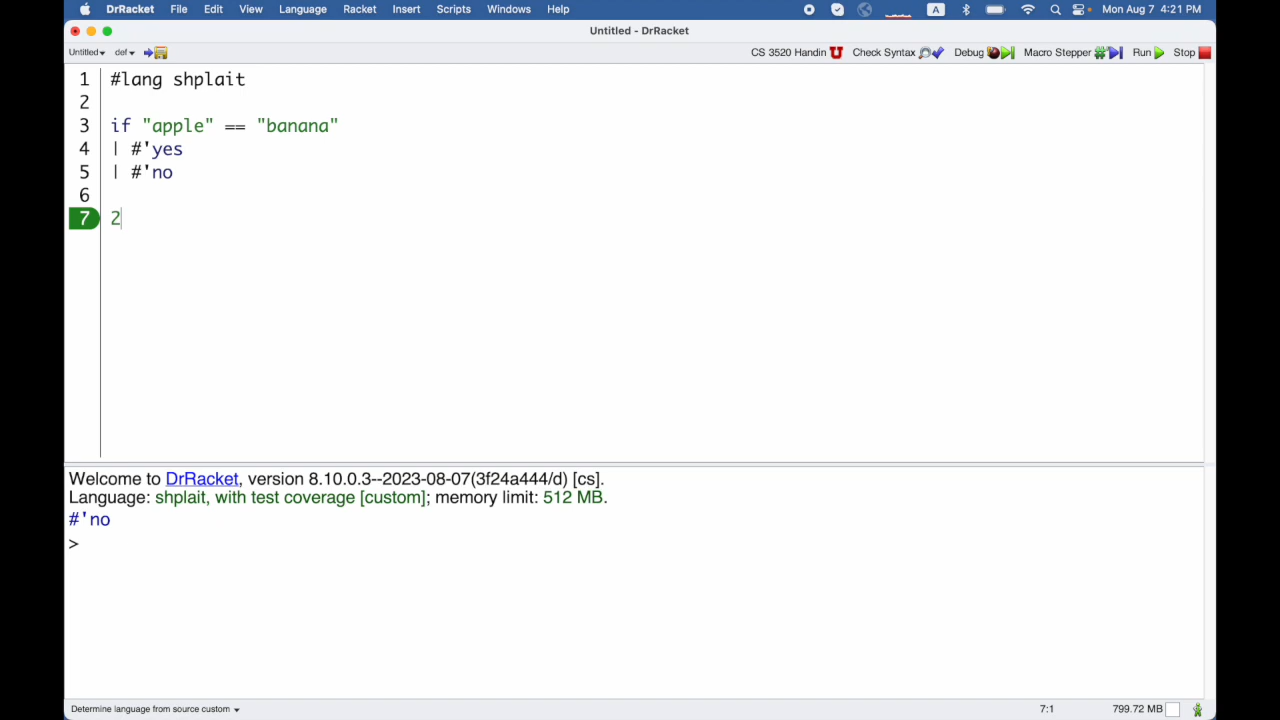 DrRacket File Edit View Language Racket Insert Scripts Windows Help A Mon Aug 7 4:21 PM
Untitled - DrRacket
Untitled▾ def▾ CS 3520 Handin Check Syntax Debug Macro Stepper Run Stop
1 #lang shplait
2
3 if "apple" == "banana"
4 | #'yes
5 | #'no
6
7 2
Welcome to DrRacket, version 8.10.0.3--2023-08-07(3f24a444/d) [cs].
Language: shplait, with test coverage [custom]; memory limit: 512 MB.
#'no
>
Determine language from source custom▾ 7:1 799.72 MB